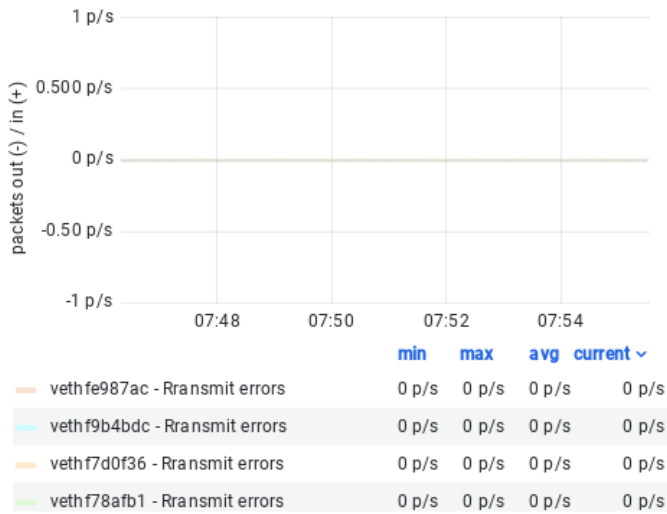 1 p/s
0.500 p/s
0 p/s
-0.50 p/s
-1 p/s
packets out (-) / in (+)
07:48 07:50 07:52 07:54
min max avg current
vethfe987ac - Rransmit errors 0 p/s 0 p/s 0 p/s 0 p/s
vethf9b4bdc - Rransmit errors 0 p/s 0 p/s 0 p/s 0 p/s
vethf7d0f36 - Rransmit errors 0 p/s 0 p/s 0 p/s 0 p/s
vethf78afb1 - Rransmit errors 0 p/s 0 p/s 0 p/s 0 p/s